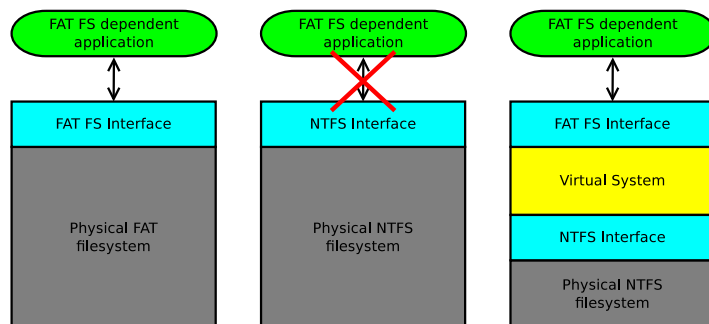 FAT FS dependent
application
FAT FS Interface
Physical FAT
filesystem
FAT FS dependent
application
NTFS Interface
Physical NTFS
filesystem
FAT FS dependent
application
FAT FS Interface
Virtual System
NTFS Interface
Physical NTFS
filesystem